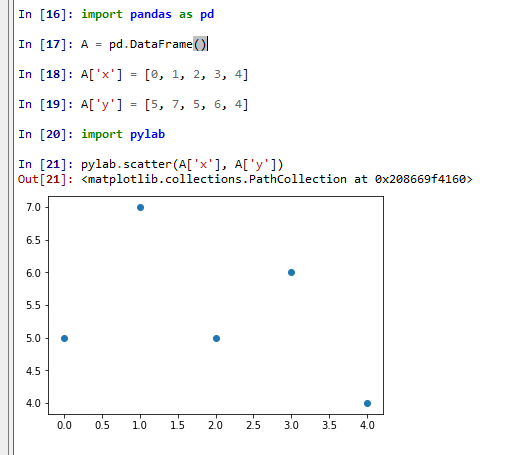 In [16]: import pandas as pd
In [17]: A = pd.DataFrame()
In [18]: A['x'] = [0, 1, 2, 3, 4]
In [19]: A['y'] = [5, 7, 5, 6, 4]
In [20]: import pylab
In [21]: pylab.scatter(A['x'], A['y'])
Out[21]: <matplotlib.collections.PathCollection at 0x208669f4160>
7.0
6.5
6.0
5.5
5.0
4.5
4.0
0.0 0.5 1.0 1.5 2.0 2.5 3.0 3.5 4.0